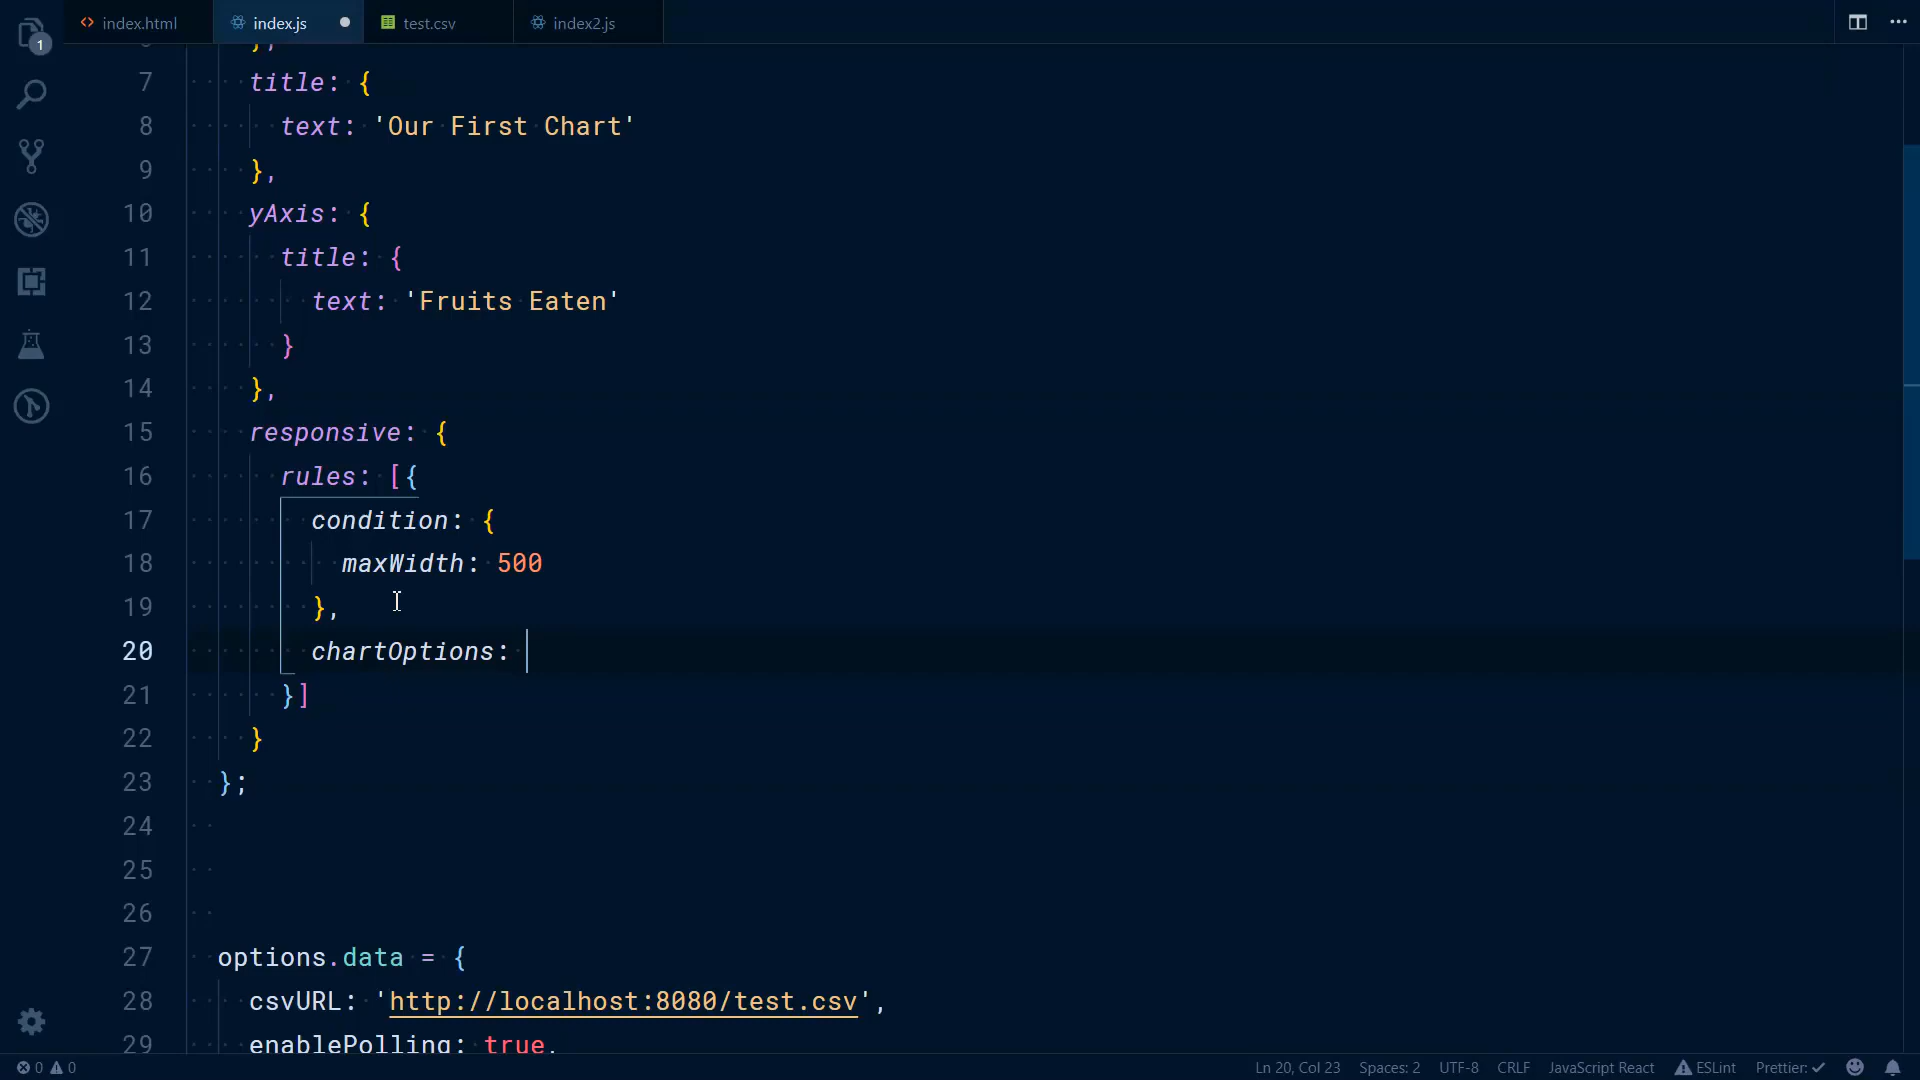 index.html index.js test.csv index2.js
1
7 title: {
8 text: 'Our First Chart'
9 },
10 yAxis: {
11 title: {
12 text: 'Fruits Eaten'
13 }
14 },
15 responsive: {
16 rules: [{
17 condition: {
18 maxWidth: 500
19 },
20 chartOptions:
21 }]
22 }
23 };
24
25
26
27 options.data = {
28 csvURL: 'http://localhost:8080/test.csv',
29 enablePolling: true,
0 0 Ln 20, Col 23 Spaces: 2 UTF-8 CRLF JavaScript React ESLint Prettier: ✓